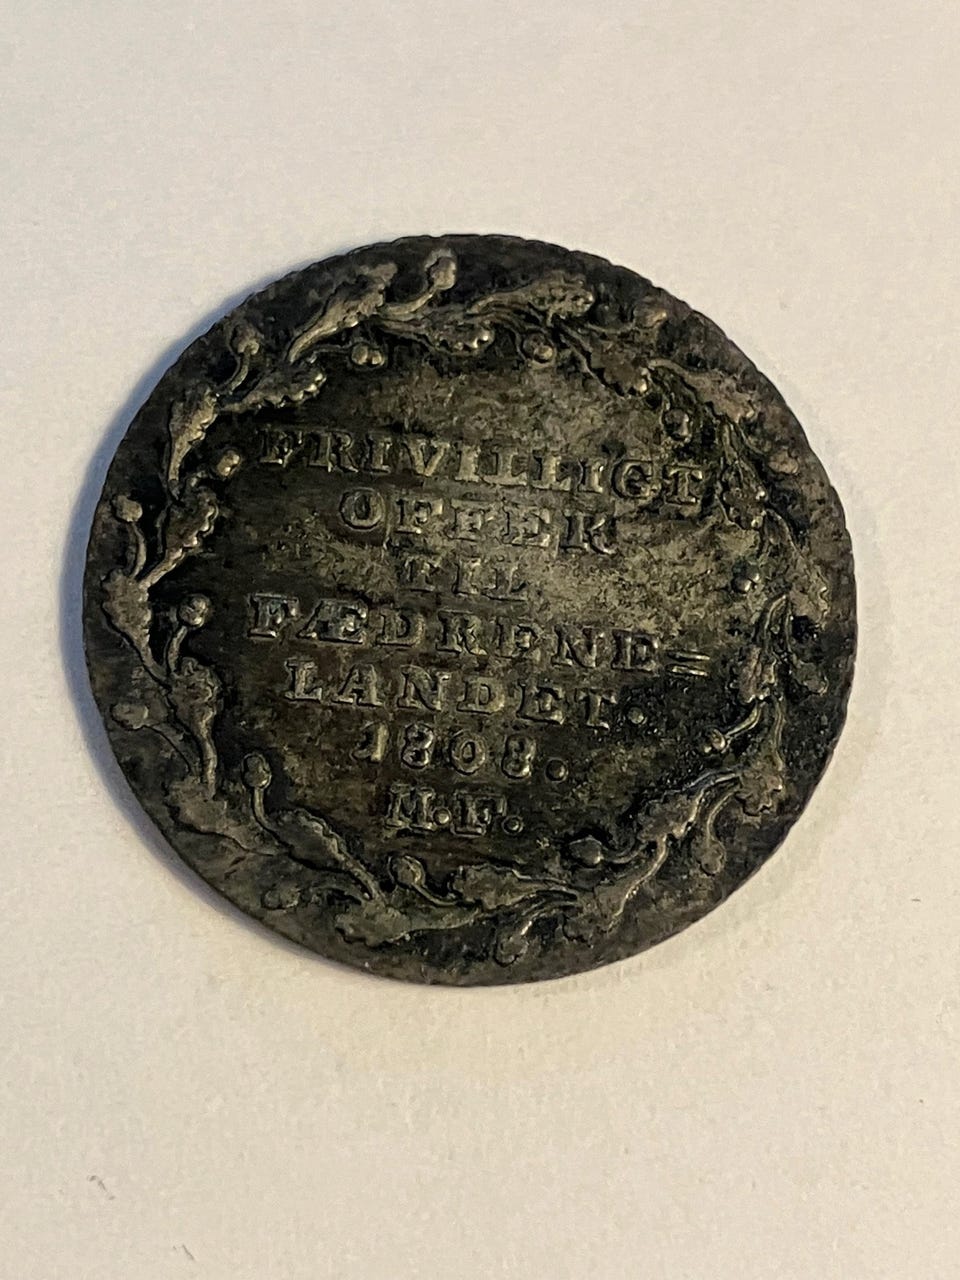 FRIVILLIGT
OFFER
TIL
FÆDRENE=
LANDET.
1808.
M.F.